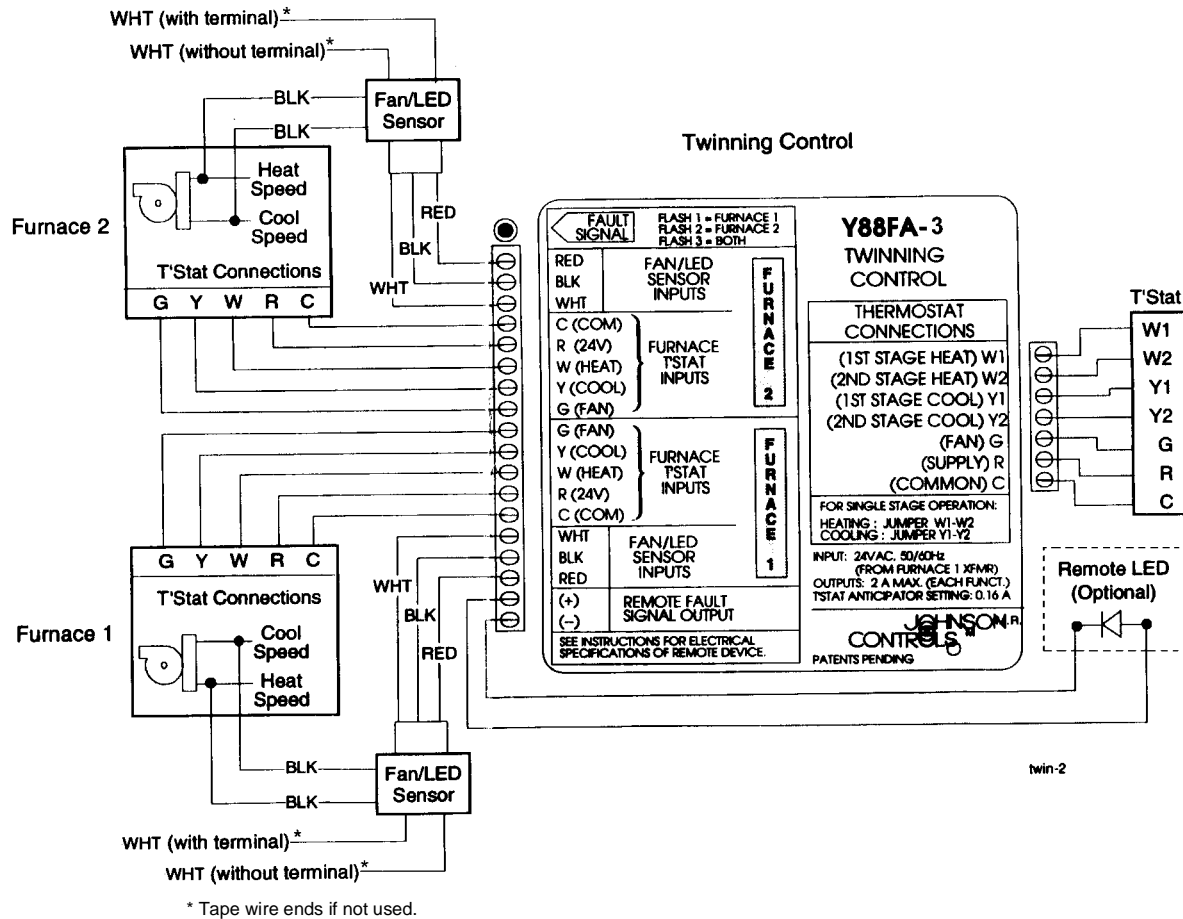 WHT (with terminal)*
WHT (without terminal)*
BLK
BLK
Fan/LED
Sensor
Heat
Speed
Cool
Speed
Furnace 2
T'Stat Connections
G Y W R C
RED
BLK
WHT
Twinning Control
FAULT
SIGNAL
FLASH 1 = FURNACE 1
FLASH 2 = FURNACE 2
FLASH 3 = BOTH
RED
BLK
WHT
FAN/LED
SENSOR
INPUTS
C (COM)
R (24V)
W (HEAT)
Y (COOL)
G (FAN)
FURNACE
T'STAT
INPUTS
FURNACE 2
G (FAN)
Y (COOL)
W (HEAT)
R (24V)
C (COM)
FURNACE
T'STAT
INPUTS
FURNACE 1
WHT
BLK
RED
FAN/LED
SENSOR
INPUTS
(+)
(–)
REMOTE FAULT
SIGNAL OUTPUT
SEE INSTRUCTIONS FOR ELECTRICAL
SPECIFICATIONS OF REMOTE DEVICE.
Y88FA-3
TWINNING
CONTROL
THERMOSTAT
CONNECTIONS
(1ST STAGE HEAT) W1
(2ND STAGE HEAT) W2
(1ST STAGE COOL) Y1
(2ND STAGE COOL) Y2
(FAN) G
(SUPPLY) R
(COMMON) C
FOR SINGLE STAGE OPERATION:
HEATING : JUMPER W1-W2
COOLING : JUMPER Y1-Y2
INPUT: 24VAC, 50/60Hz
(FROM FURNACE 1 XFMR)
OUTPUTS: 2 A MAX. (EACH FUNCT.)
T'STAT ANTICIPATOR SETTING: 0.16 A
JOHNSON
CONTROLS
PATENTS PENDING
T'Stat
W1
W2
Y1
Y2
G
R
C
Remote LED
(Optional)
G Y W R C
T'Stat Connections
Furnace 1
Cool
Speed
Heat
Speed
WHT
BLK
RED
BLK
BLK
Fan/LED
Sensor
WHT (with terminal)*
WHT (without terminal)*
* Tape wire ends if not used.
twin-2